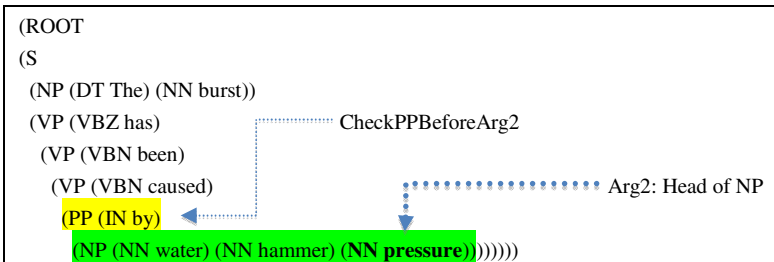 (ROOT
(S
(NP (DT The) (NN burst))
(VP (VBZ has) CheckPPBeforeArg2
(VP (VBN been)
(VP (VBN caused) Arg2: Head of NP
(PP (IN by)
(NP (NN water) (NN hammer) (NN pressure))))))))